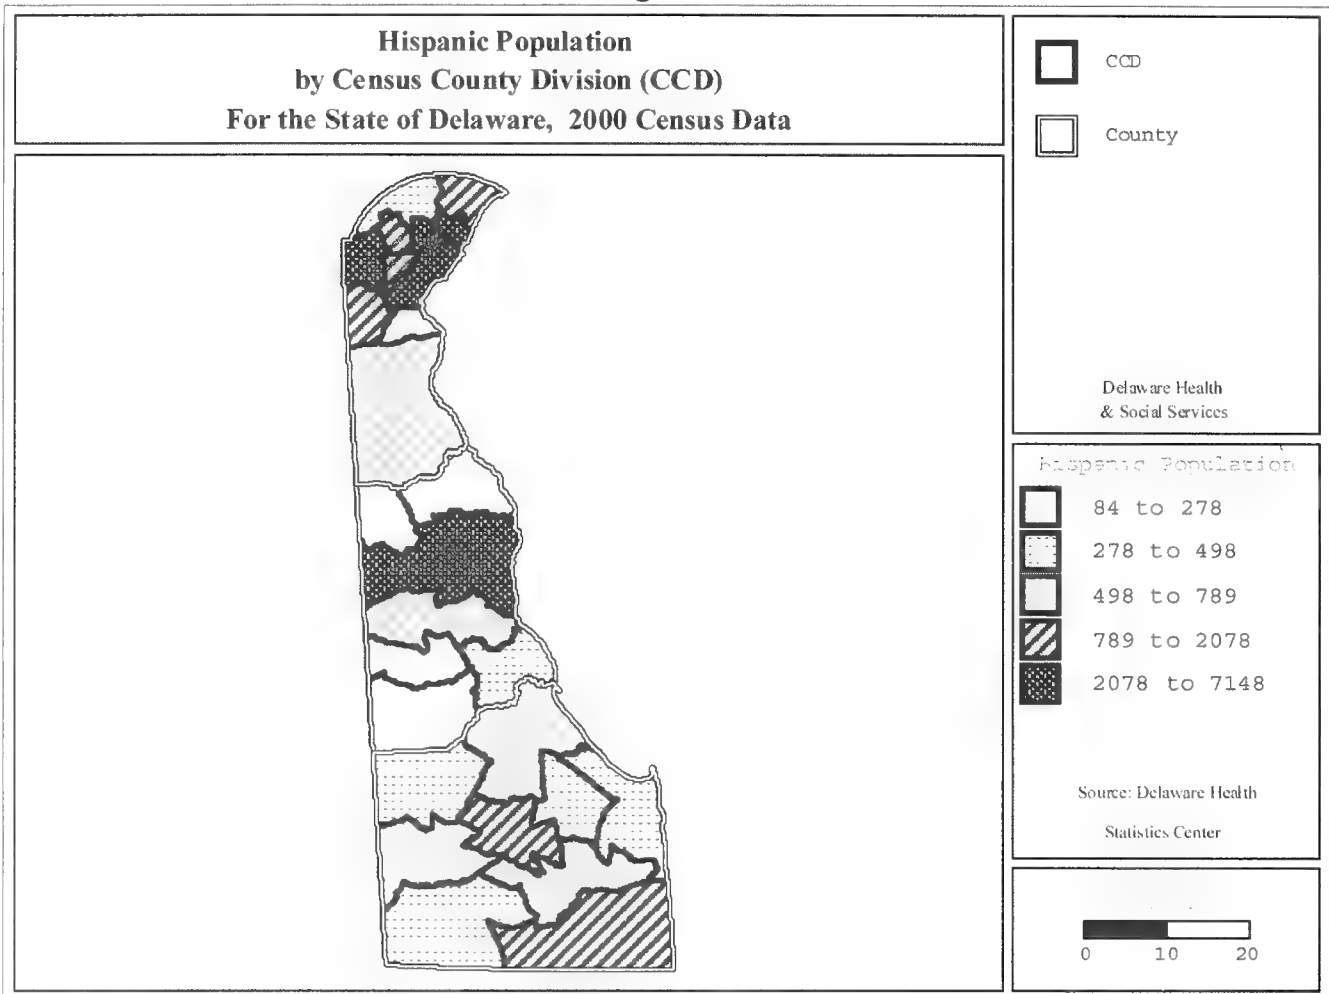 Hispanic Population
by Census County Division (CCD)
For the State of Delaware, 2000 Census Data
CCD
County
Delaware Health
& Social Services
Hispanic Population
84 to 278
278 to 498
498 to 789
789 to 2078
2078 to 7148
Source: Delaware Health
Statistics Center
0 10 20